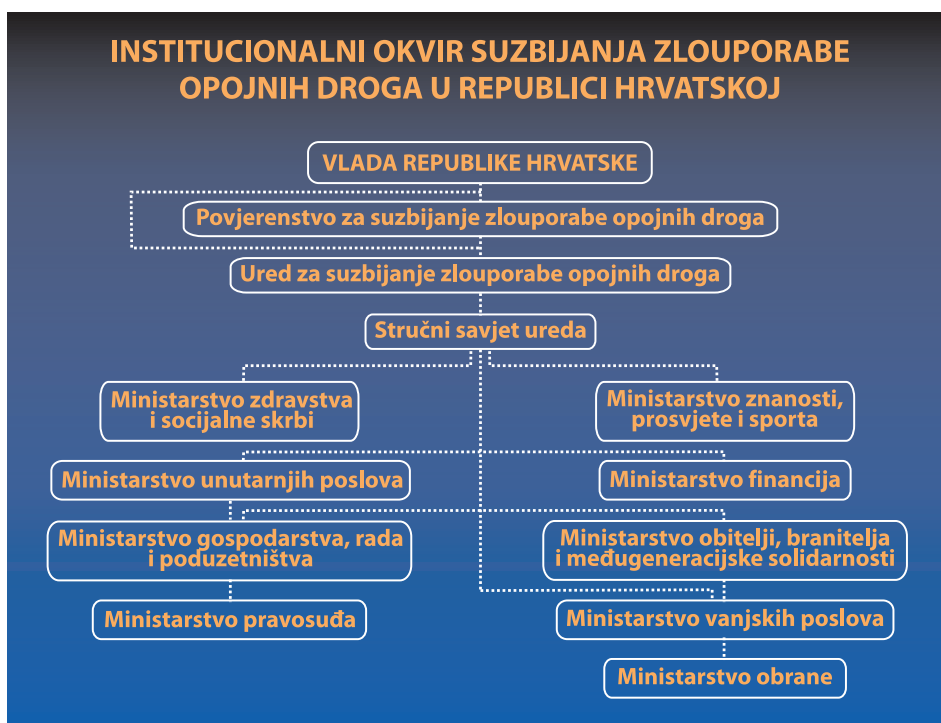 INSTITUCIONALNI OKVIR SUZBIJANJA ZLOUPORABE
OPOJNIH DROGA U REPUBLICI HRVATSKOJ
VLADA REPUBLIKE HRVATSKE
Povjerenstvo za suzbijanje zlouporabe opojnih droga
Ured za suzbijanje zlouporabe opojnih droga
Stručni savjet ureda
Ministarstvo zdravstva
i socijalne skrbi
Ministarstvo znanosti,
prosvjete i sporta
Ministarstvo unutarnjih poslova
Ministarstvo financija
Ministarstvo gospodarstva, rada
i poduzetništva
Ministarstvo obitelji, branitelja
i međugeneracijske solidarnosti
Ministarstvo pravosuđa
Ministarstvo vanjskih poslova
Ministarstvo obrane